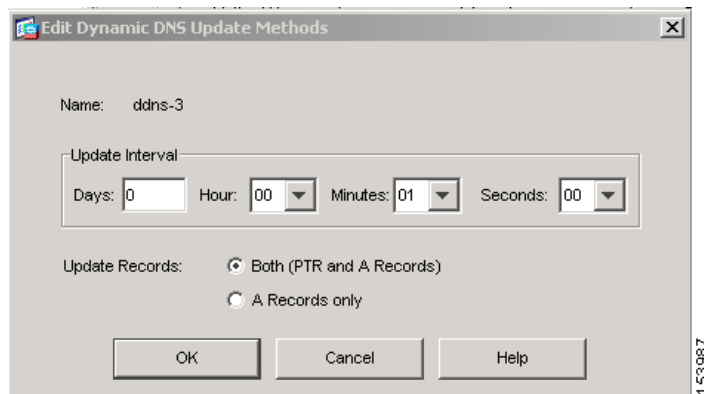 Edit Dynamic DNS Update Methods
Name: ddns-3
Update Interval
Days: 0 Hour: 00 Minutes: 01 Seconds: 00
Update Records: Both (PTR and A Records)
A Records only
OK Cancel Help
153987